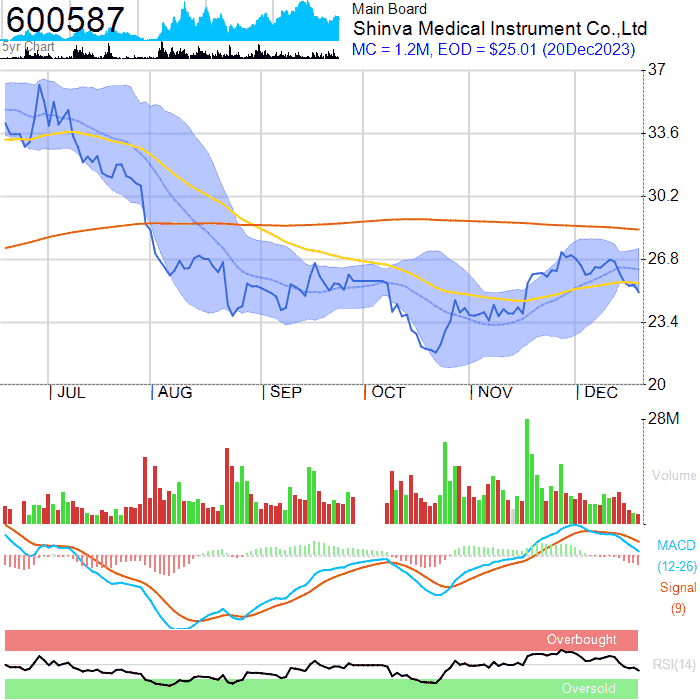 600587
5yr Chart
Main Board
Shinva Medical Instrument Co.,Ltd
MC = 1.2M, EOD = $25.01 (20Dec2023)
37
33.6
30.2
26.8
23.4
20
JUL AUG SEP OCT NOV DEC
28M
Volume
MACD
(12-26)
Signal
(9)
Overbought
RSI(14)
Oversold